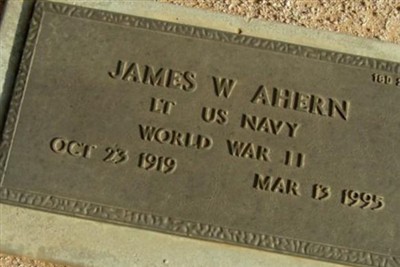 JAMES W AHERN
LT US NAVY
WORLD WAR II
OCT 23 1919 MAR 13 1995